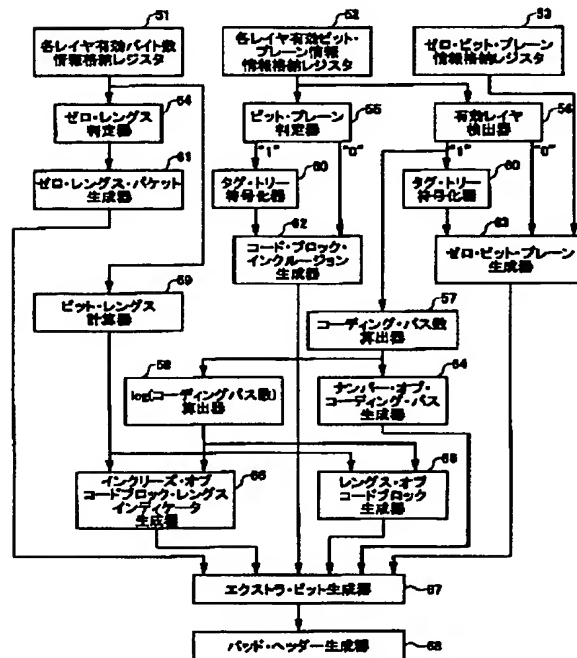 51
52
53
各レイヤ有効バイト数
情報格納レジスタ
各レイヤ有効ビット・
プレーン情報
情報格納レジスタ
ゼロ・ビット・プレーン
情報格納レジスタ
54
ゼロ・レングス
判定器
55
ビット・プレーン
判定器
56
有効レイヤ
検出器
"1"
"0"
"1"
"0"
61
ゼロ・レングス・パケット
生成器
60
タグ・トリー
符号化器
60
タグ・トリー
符号化器
62
コード・ブロック・
インクルージョン
生成器
63
ゼロ・ビット・プレーン
生成器
59
ビット・レングス
計算器
57
コーディング・パス数
算出器
58
log(コーディングパス数)
算出器
64
ナンバー・オブ・
コーディング・パス
生成器
65
インクリーズ・オブ
コードブロック・レングス
インディケータ
生成器
66
レングス・オブ
コードブロック
生成器
エクストラ・ビット生成器
67
パッド・ヘッダー生成器
68